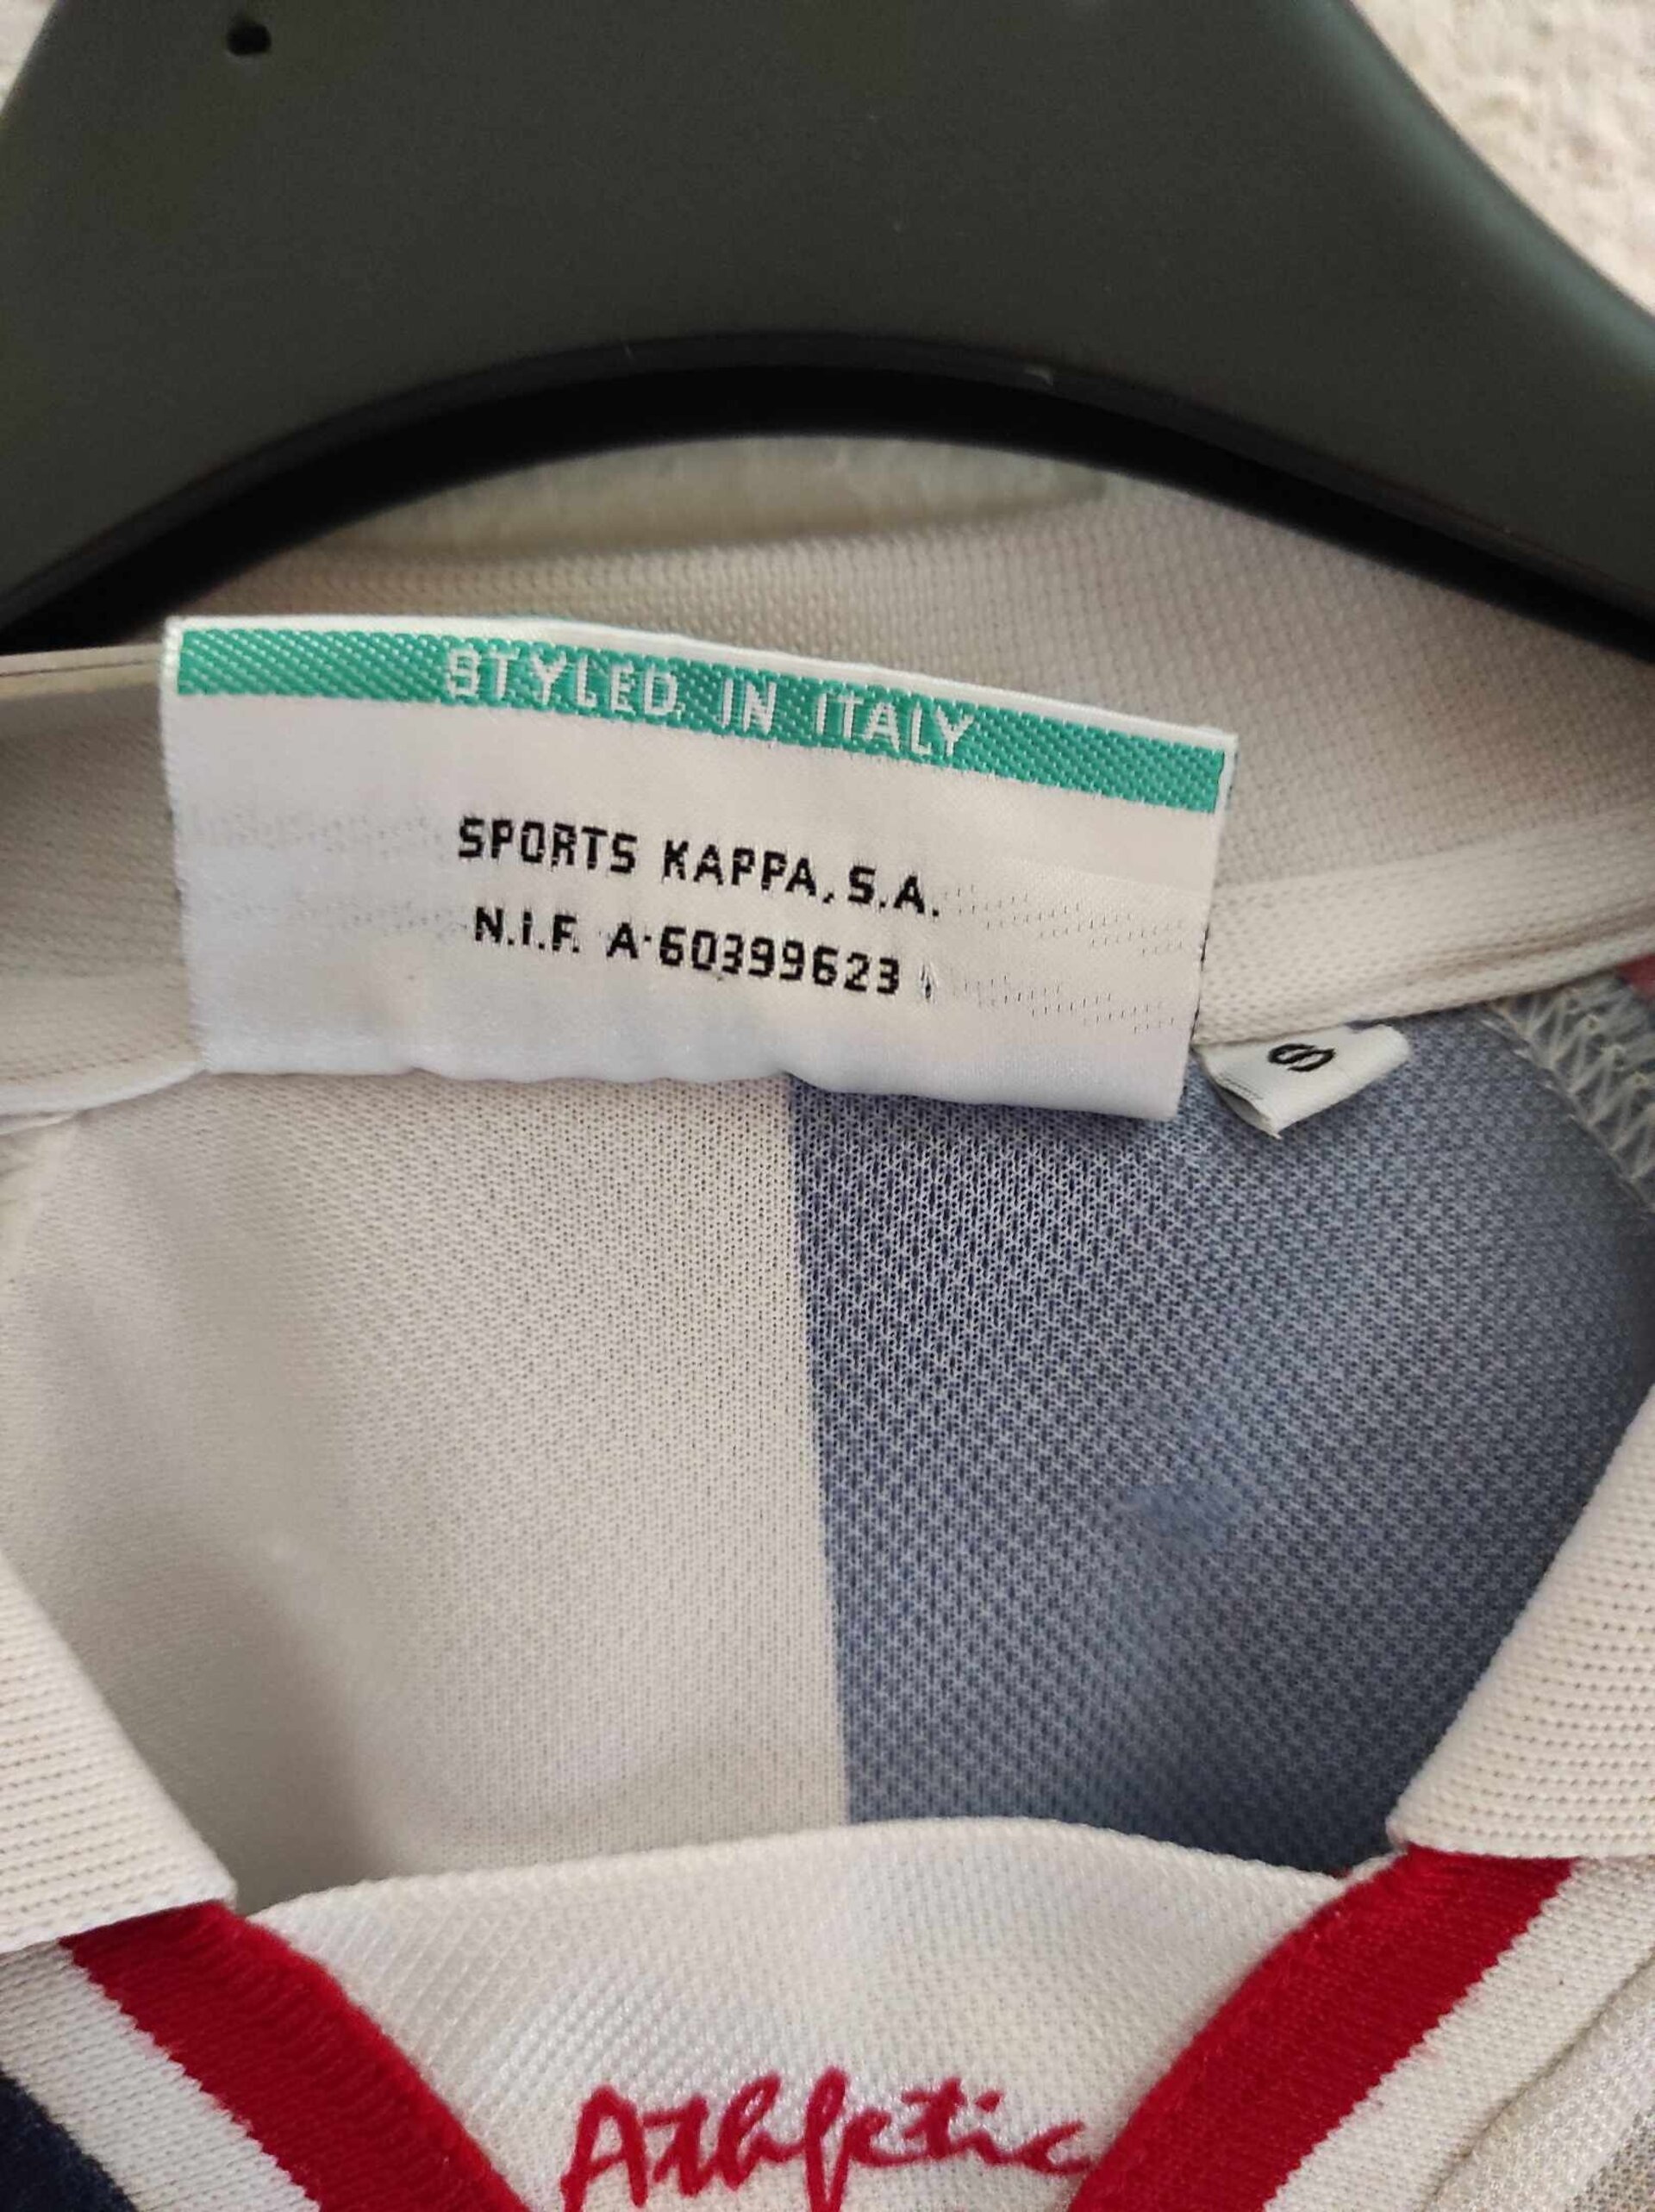 STYLED IN ITALY
SPORTS KAPPA, S.A.
N.I.F. A-60399623
S
Athletic